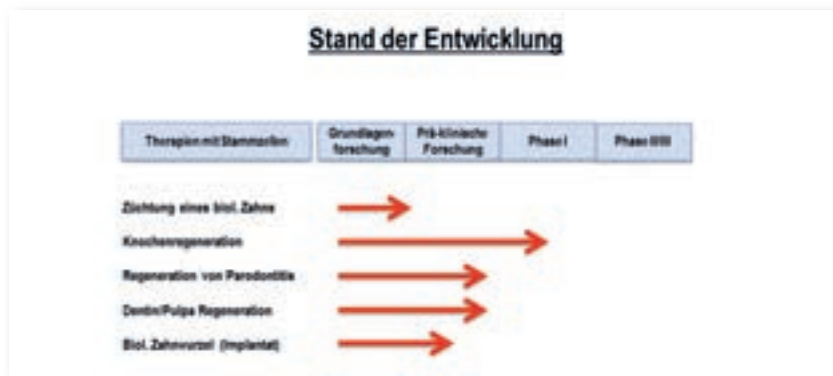 Stand der Entwicklung
Therapien mit Stammzellen
Grundlagen-
forschung
Prä-klinische
Forschung
Phase I
Phase II/III
Züchtung eines biol. Zahns
Knochenregeneration
Regeneration von Parodontitis
Dentin/Pulpa Regeneration
Biol. Zahnwurzel (Implantat)